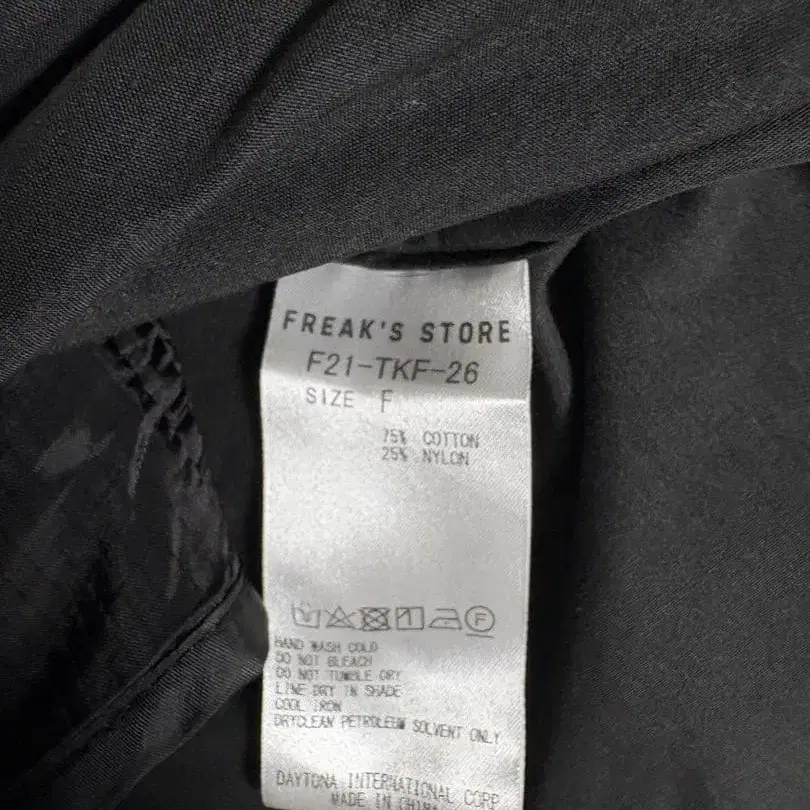 FREAK'S STORE
F21-TKF-26
SIZE F
75% COTTON
25% NYLON
F
HAND WASH COLD
DO NOT BLEACH
DO NOT TUMBLE DRY
LINE DRY IN SHADE
COOL IRON
DRYCLEAN PETROLEUM SOLVENT ONLY
DAYTONA INTERNATIONAL CORP
MADE IN CHINA